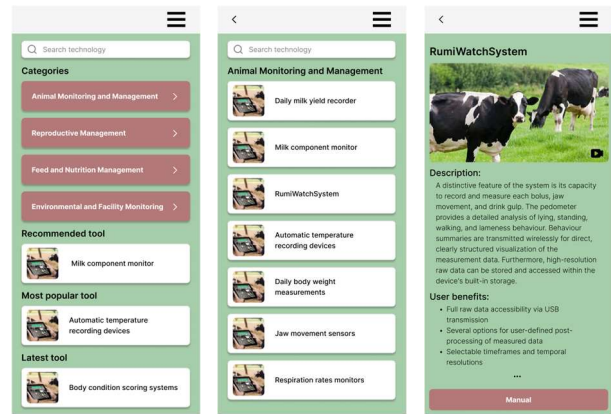 Search technology
Categories
Animal Monitoring and Management
Reproductive Management
Feed and Nutrition Management
Environmental and Facility Monitoring
Recommended tool
Milk component monitor
Most popular tool
Automatic temperature
recording devices
Latest tool
Body condition scoring systems
Search technology
Animal Monitoring and Management
Daily milk yield recorder
Milk component monitor
RumiWatchSystem
Automatic temperature
recording devices
Daily body weight
measurements
Jaw movement sensors
Respiration rates monitors
RumiWatchSystem
Description:
A distinctive feature of the system is its capacity
to record and measure each bolus, jaw
movement, and drink gulp. The pedometer
provides a detailed analysis of lying, standing,
walking, and lameness behaviour. Behaviour
summaries are transmitted wirelessly for direct,
clearly structured visualization of the
measurement data. Furthermore, high-resolution
raw data can be stored and accessed within the
device's built-in storage.
User benefits:
• Full raw data accessibility via USB
transmission
• Several options for user-defined post-
processing of measured data
• Selectable timeframes and temporal
resolutions
...
Manual